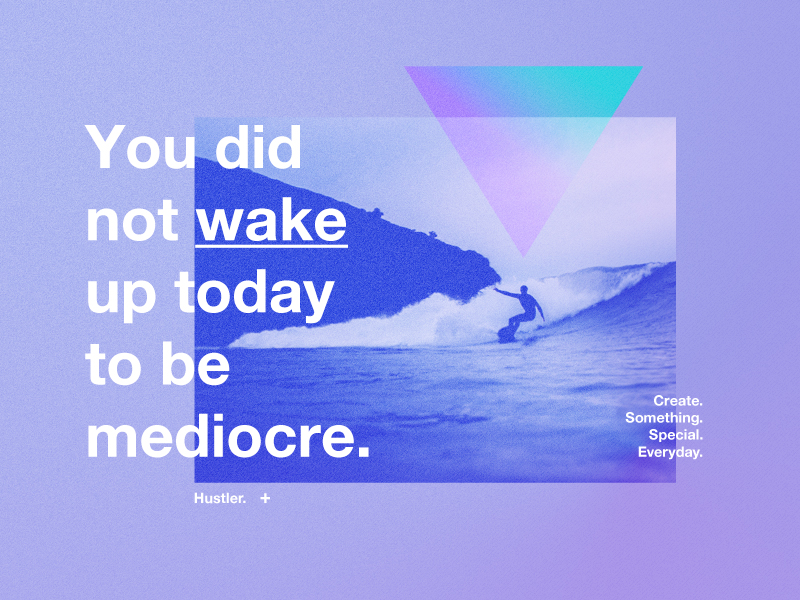 You did
not wake
up today
to be
mediocre.
Create.
Something.
Special.
Everyday.
Hustler. +